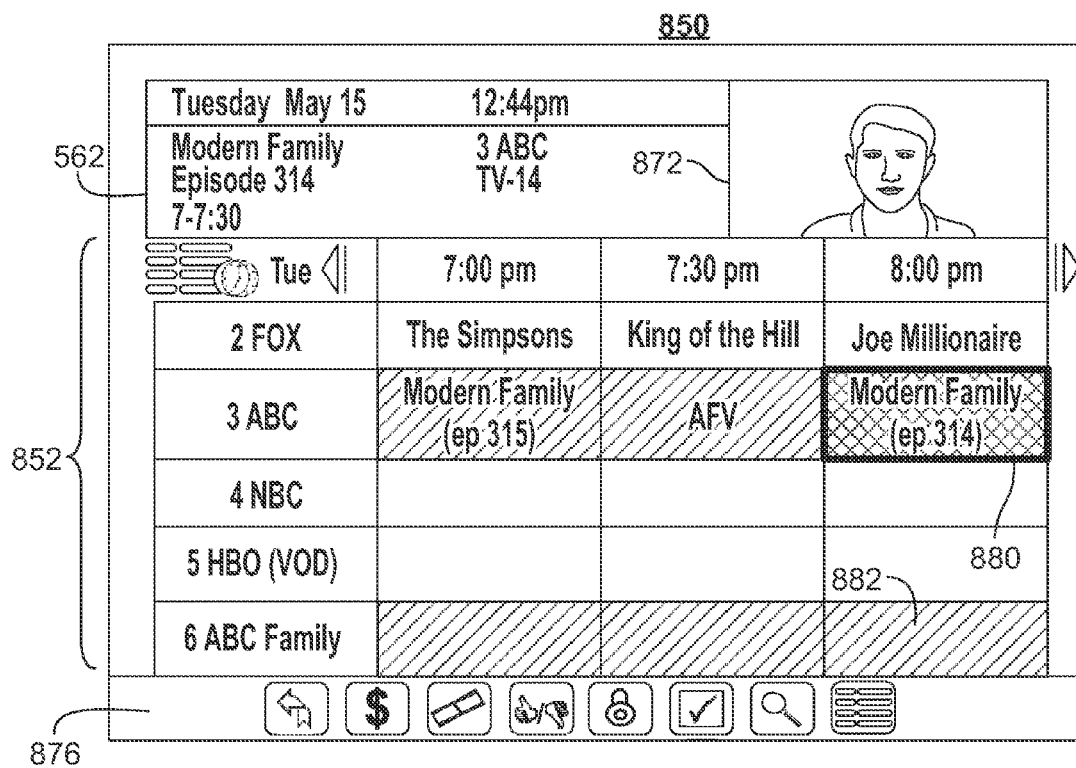 850
Tuesday May 15 12:44pm
Modern Family 3 ABC
Episode 314 TV-14
7-7:30
562
872
Tue 7:00 pm 7:30 pm 8:00 pm
2 FOX The Simpsons King of the Hill Joe Millionaire
3 ABC Modern Family (ep 315) AFV Modern Family (ep 314)
852
4 NBC
880
5 HBO (VOD)
882
6 ABC Family
$
876